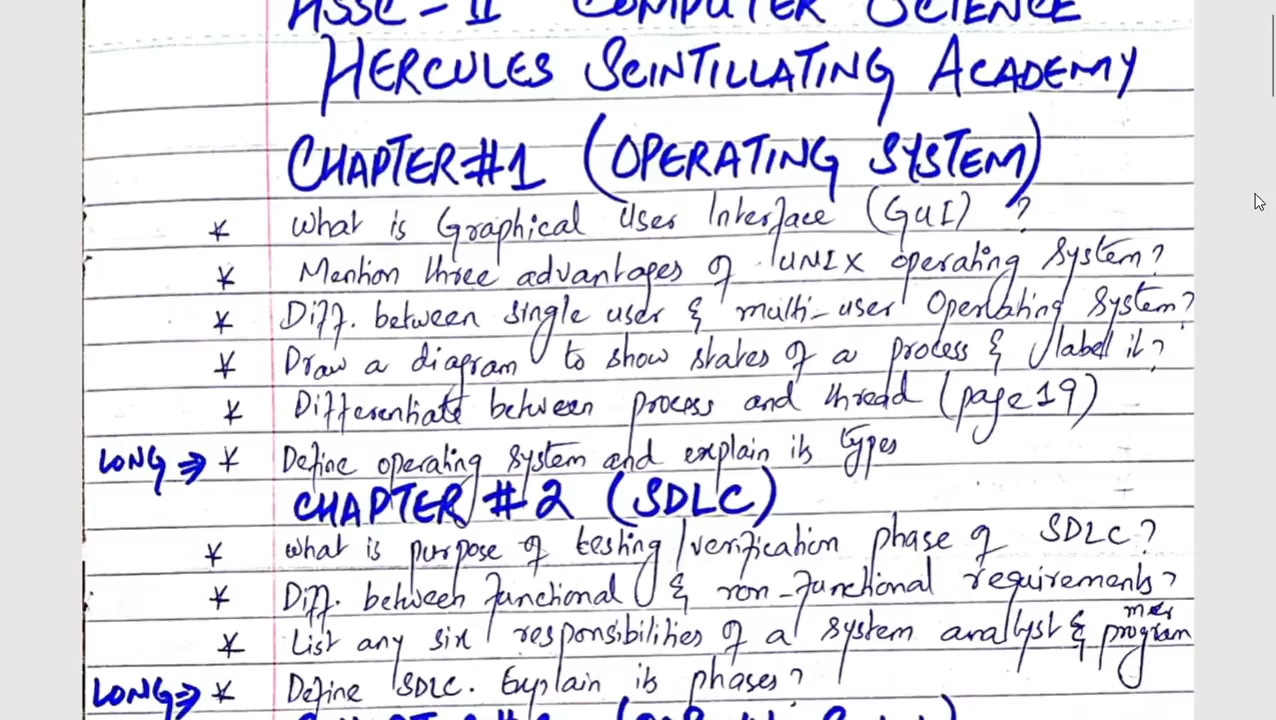 HSSC - II COMPUTER SCIENCE
HERCULES SCINTILLATING ACADEMY
CHAPTER #1 (OPERATING SYSTEM)
* What is Graphical User Interface (GUI) ?
* Mention three advantages of UNIX operating system?
* Diff. between single user & multi-user Operating System?
* Draw a diagram to show states of a process & label it?
* Differentiate between process and thread (page 19)
LONG ⇒ * Define operating system and explain its types
CHAPTER #2 (SDLC)
* What is purpose of testing/verification phase of SDLC?
* Diff. between functional & non-functional requirements?
* List any six responsibilities of a system analyst & programmer
LONG ⇒ * Define SDLC. Explain its phases?